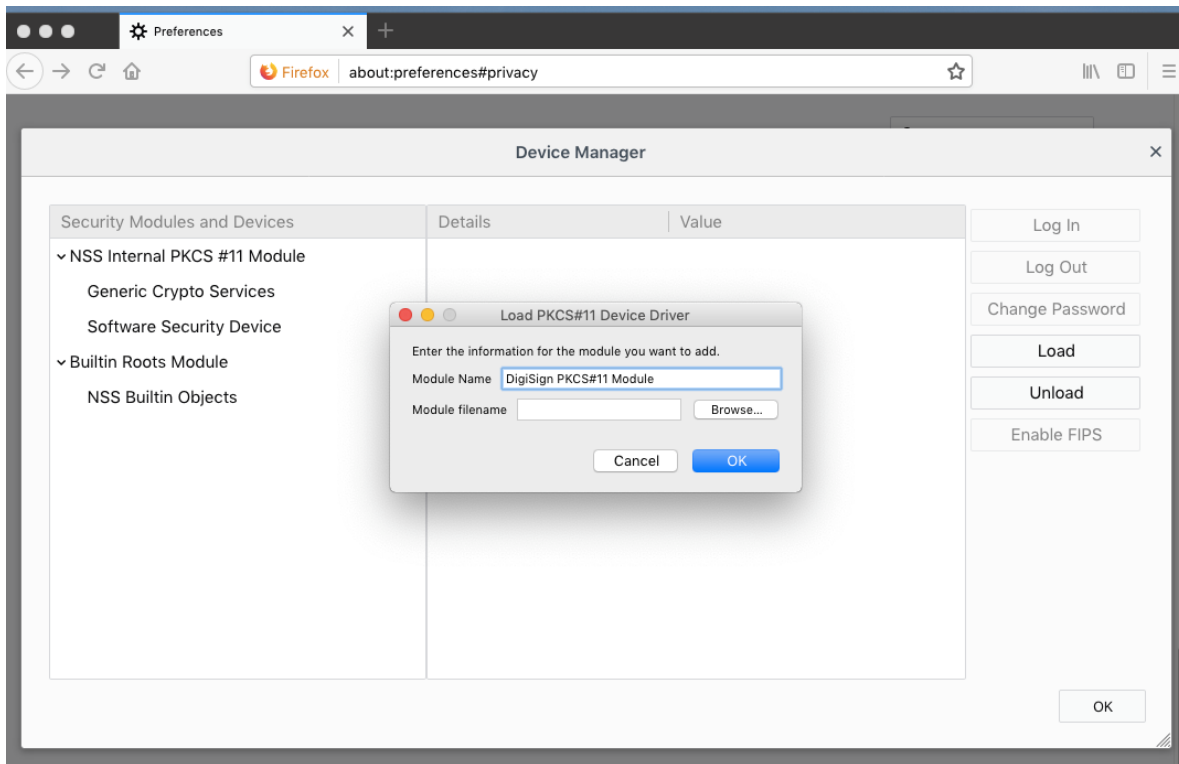 Preferences
Firefox about:preferences#privacy
Device Manager
Security Modules and Devices Details Value
NSS Internal PKCS #11 Module
Generic Crypto Services
Software Security Device
Builtin Roots Module
NSS Builtin Objects
Log In
Log Out
Change Password
Load
Unload
Enable FIPS
Load PKCS#11 Device Driver
Enter the information for the module you want to add.
Module Name DigiSign PKCS#11 Module
Module filename Browse...
Cancel OK
OK